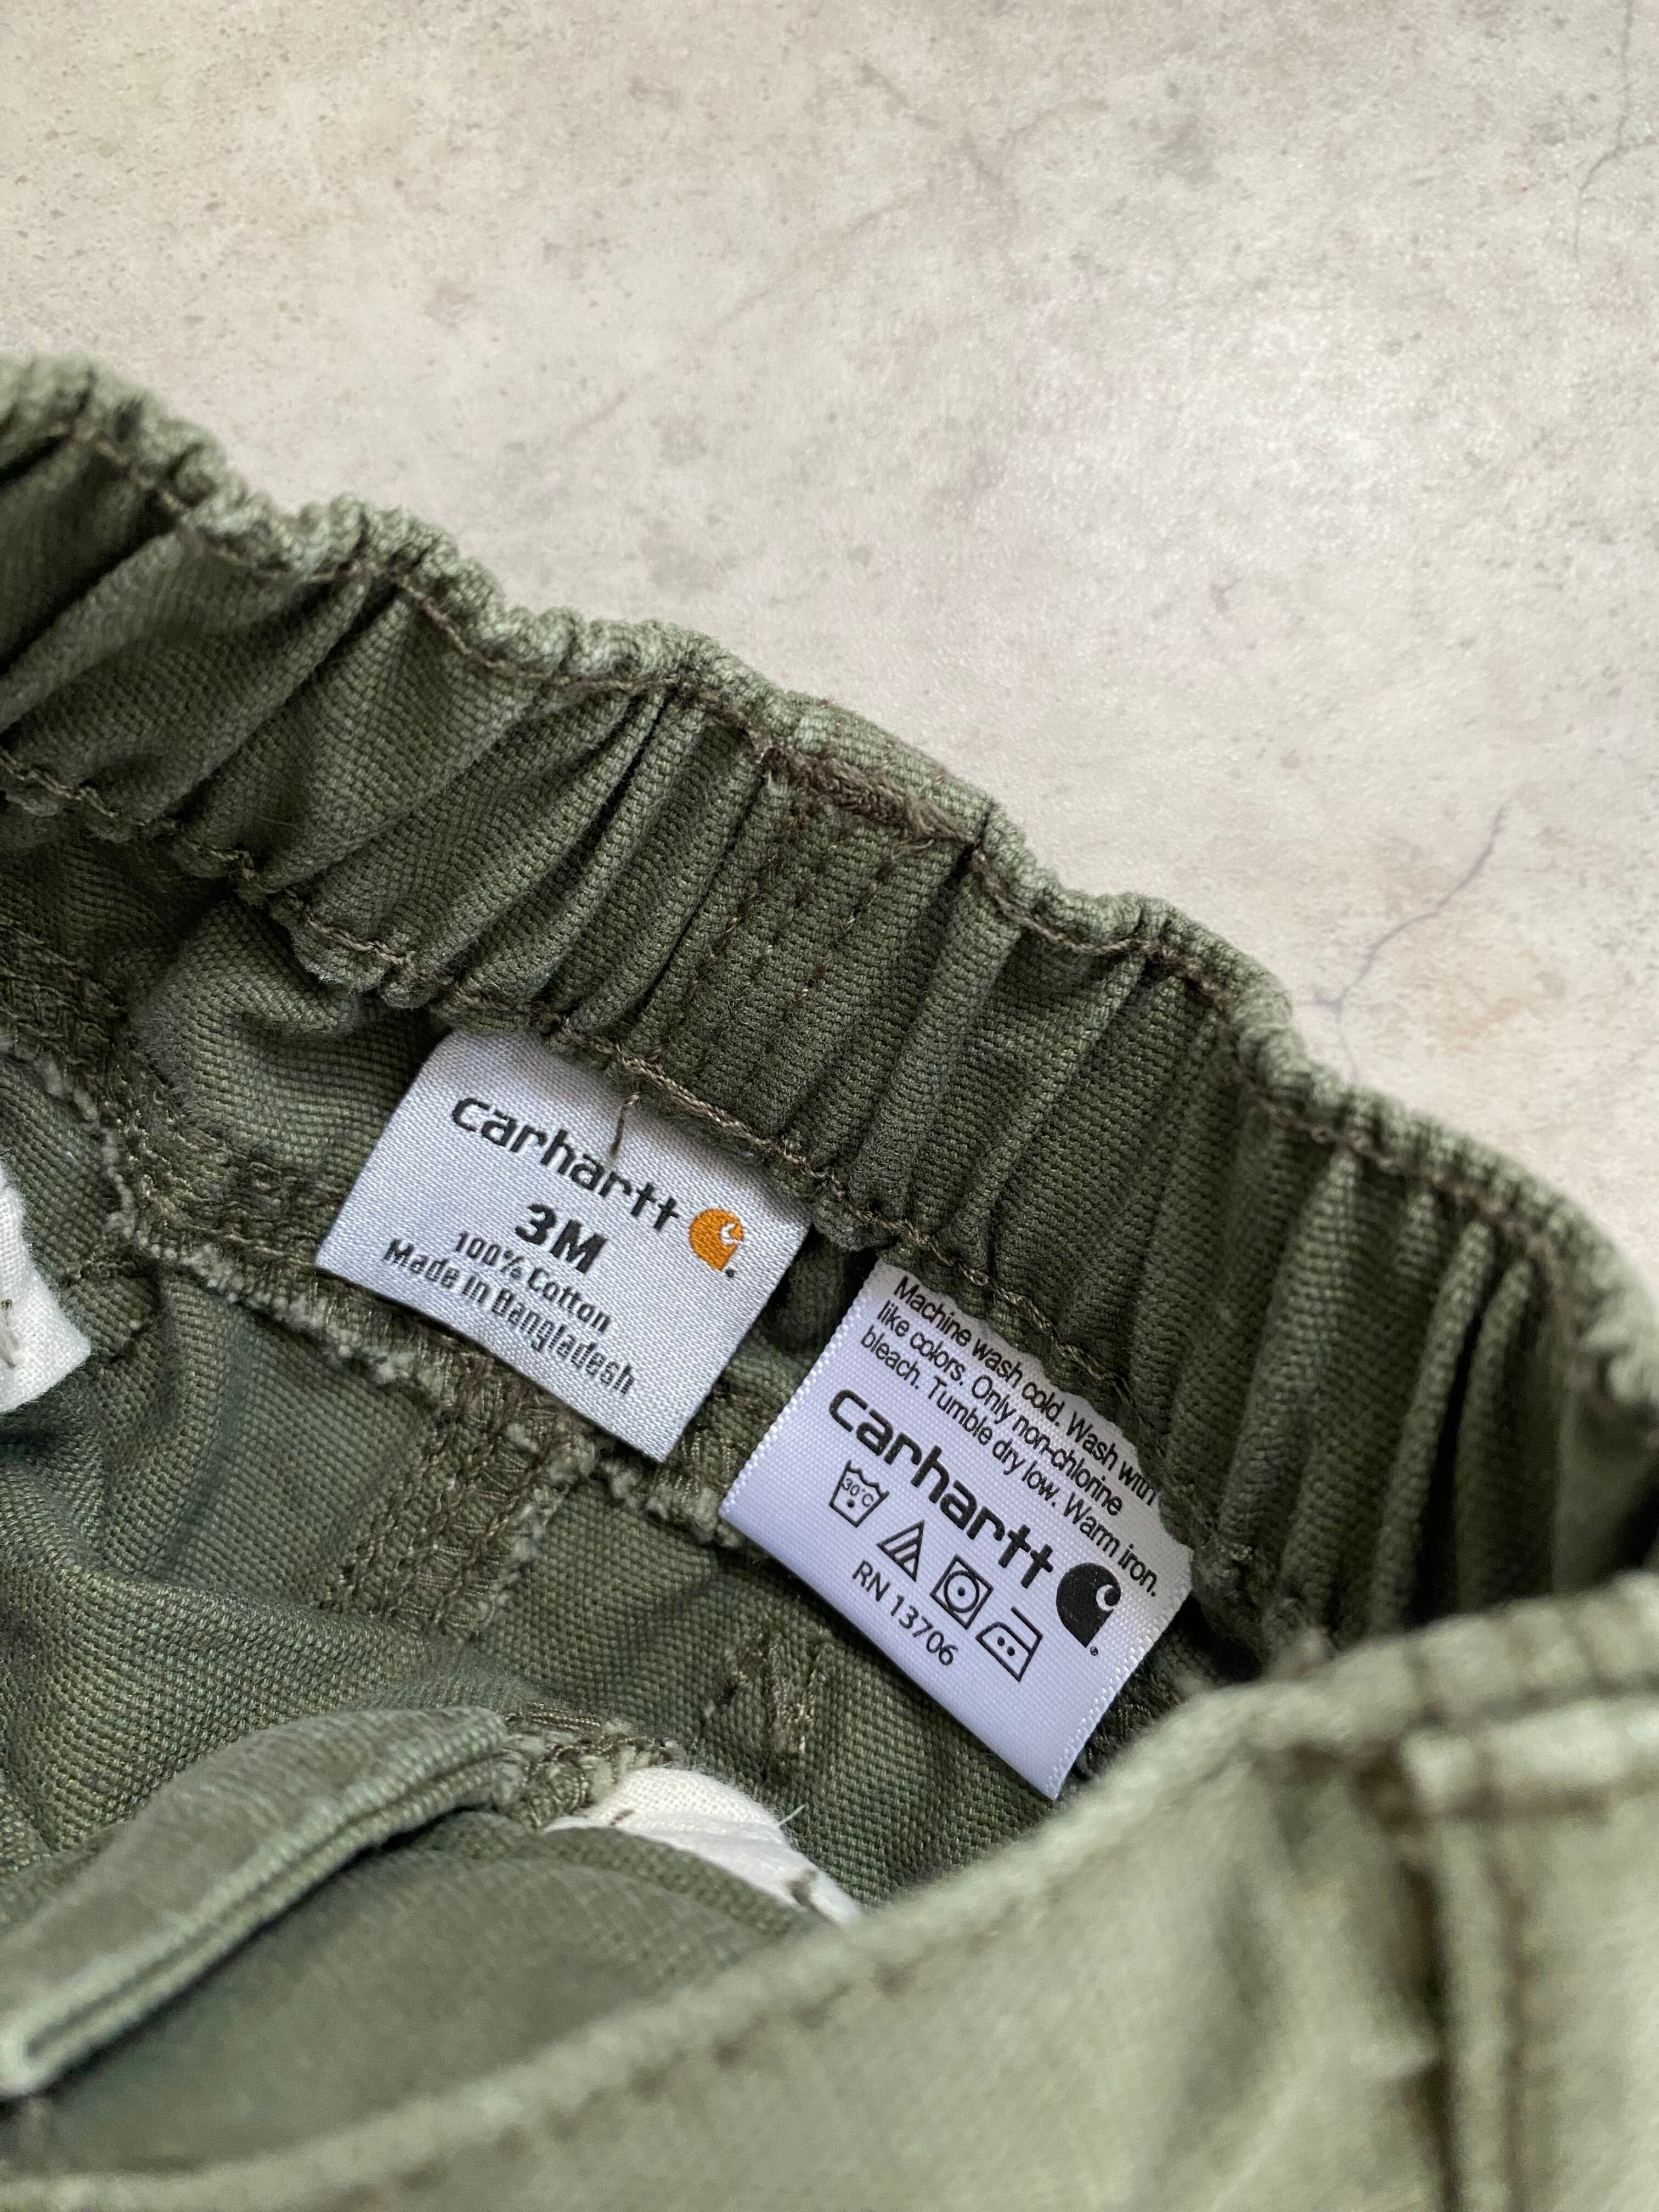 carhartt
3M
100% Cotton
Made in Bangladesh
Machine wash cold. Wash with
like colors. Only non-chlorine
bleach. Tumble dry low. Warm iron.
carhartt
30°C
RN 13706